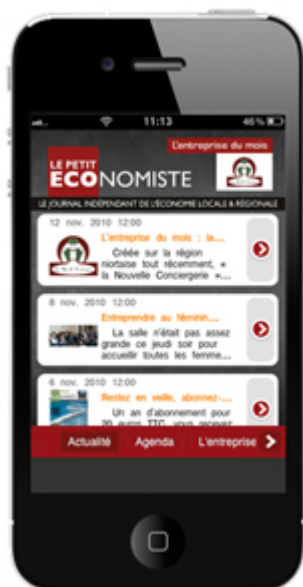 11:13
46%
L'entreprise du mois
LE PETIT
ECONOMISTE
LE JOURNAL INDÉPENDANT DE L'ÉCONOMIE LOCALE & RÉGIONALE
12 nov. 2010 12:00
L'entreprise du mois : la...
Créée sur la région
niortaise tout récemment, «
la Nouvelle Conciergerie »...
8 nov. 2010 12:00
Entreprendre au féminin...
La salle n'était pas assez
grande ce jeudi soir pour
accueillir toutes les femme...
6 nov. 2010 12:00
Restez en veille, abonnez-...
Un an d'abonnement pour
20 euros TTC, vous recevez
Actualité Agenda L'entreprise